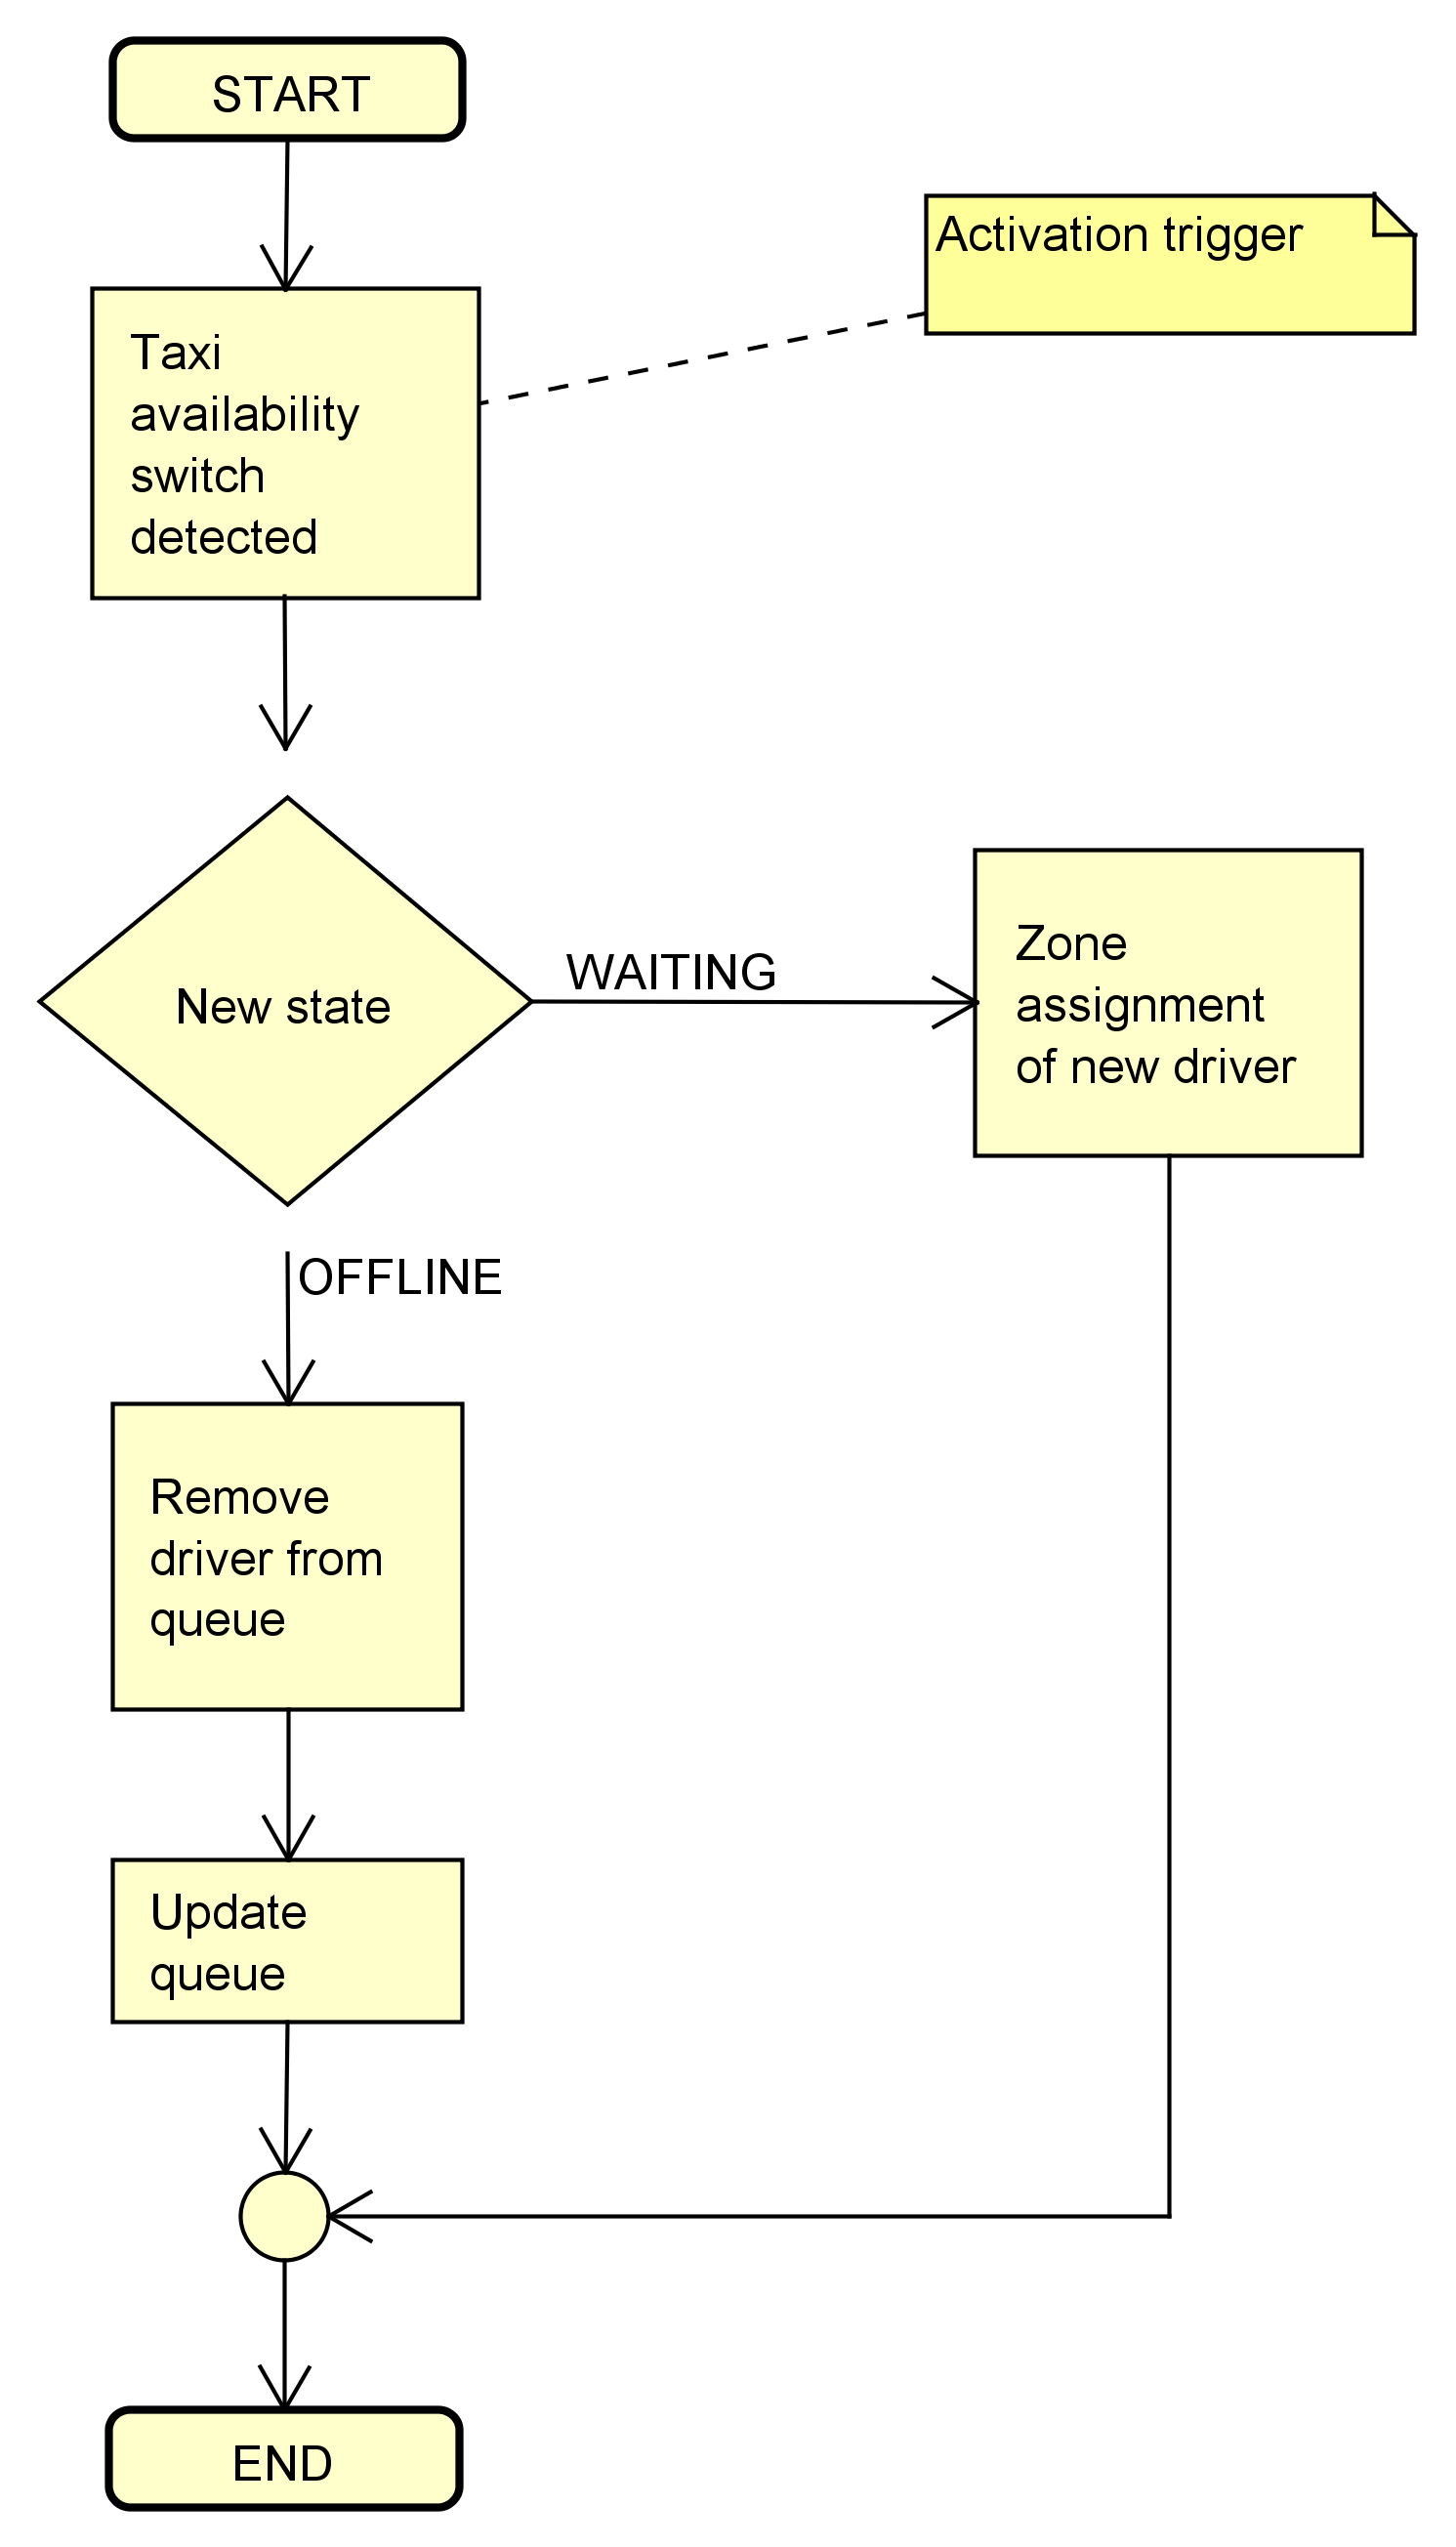 START
Activation trigger
Taxi
availability
switch
detected
New state
WAITING
Zone
assignment
of new driver
OFFLINE
Remove
driver from
queue
Update
queue
END